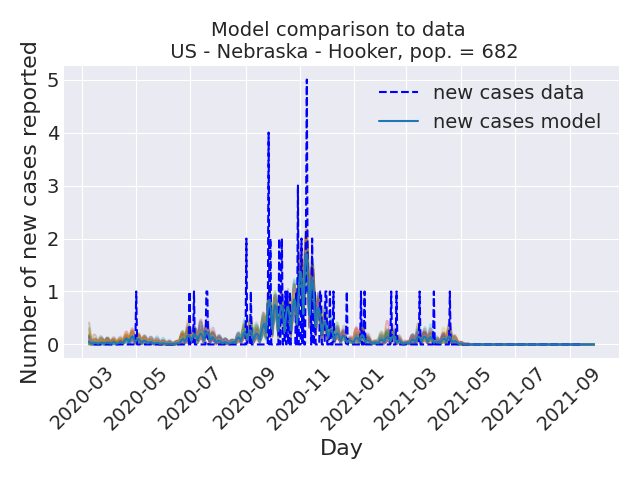 Model comparison to data
US - Nebraska - Hooker, pop. = 682
Number of new cases reported
5
4
3
2
1
0
new cases data
new cases model
2020-03
2020-05
2020-07
2020-09
2020-11
2021-01
2021-03
2021-05
2021-07
2021-09
Day